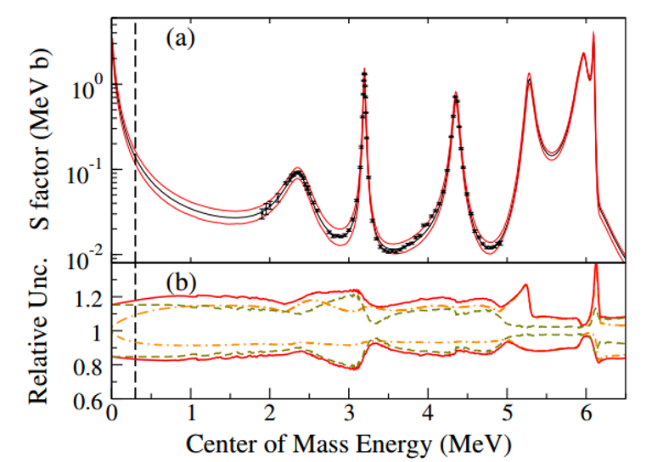 (a)
S factor (MeV b)
10^0
10^-1
10^-2
(b)
Relative Unc.
1.2
1
0.8
0.6
0 1 2 3 4 5 6
Center of Mass Energy (MeV)